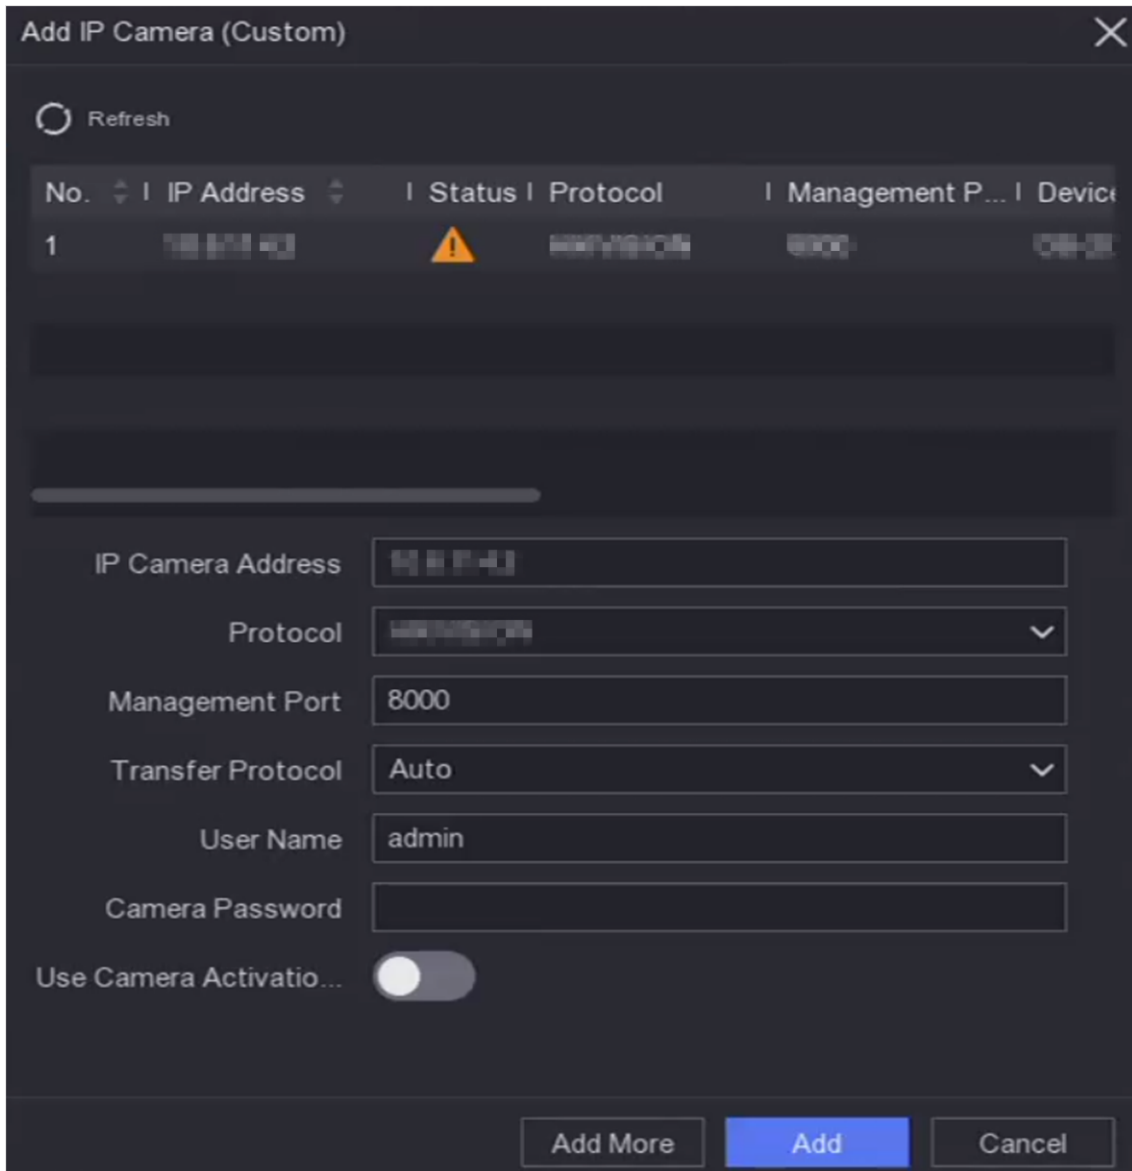 Add IP Camera (Custom)
Refresh
No. IP Address Status Protocol Management P... Device
1
IP Camera Address
Protocol
Management Port 8000
Transfer Protocol Auto
User Name admin
Camera Password
Use Camera Activatio...
Add More Add Cancel